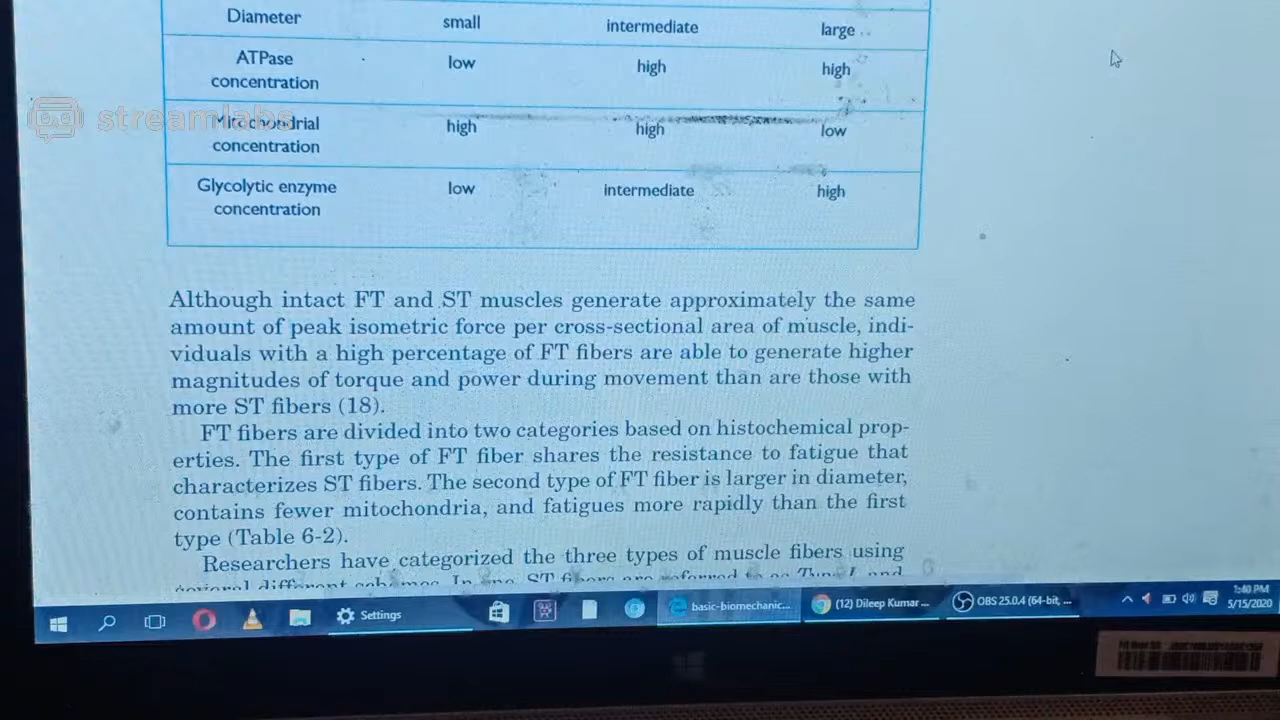 Diameter small intermediate large
ATPase concentration low high high
streamlabs
Mitochondrial concentration high high low
Glycolytic enzyme concentration low intermediate high
Although intact FT and ST muscles generate approximately the same
amount of peak isometric force per cross-sectional area of muscle, indi-
viduals with a high percentage of FT fibers are able to generate higher
magnitudes of torque and power during movement than are those with
more ST fibers (18).
FT fibers are divided into two categories based on histochemical prop-
erties. The first type of FT fiber shares the resistance to fatigue that
characterizes ST fibers. The second type of FT fiber is larger in diameter,
contains fewer mitochondria, and fatigues more rapidly than the first
type (Table 6-2).
Researchers have categorized the three types of muscle fibers using
Settings
basic-biomechanic...
(12) Dileep Kumar ...
OBS 25.0.4 (64-bit, ...
1:40 PM
5/15/2020